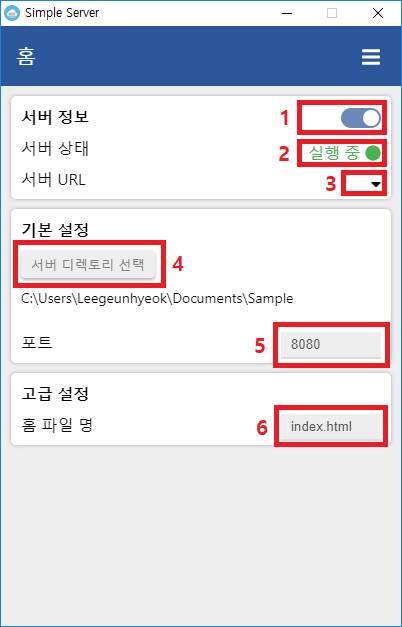 Simple Server
홈
서버 정보 1
서버 상태 2 실행 중
서버 URL 3
기본 설정
서버 디렉토리 선택 4
C:\Users\Leegeunhyeok\Documents\Sample
포트 5 8080
고급 설정
홈 파일 명 6 index.html